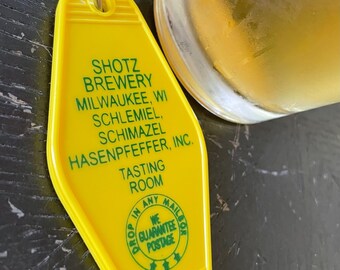 SHOTZ
BREWERY
MILWAUKEE, WI
SCHLEMIEL,
SCHIMAZEL
HASENPFEFFER, INC.
TASTING
ROOM
DROP IN ANY MAILBOX
WE
GUARANTEE
POSTAGE